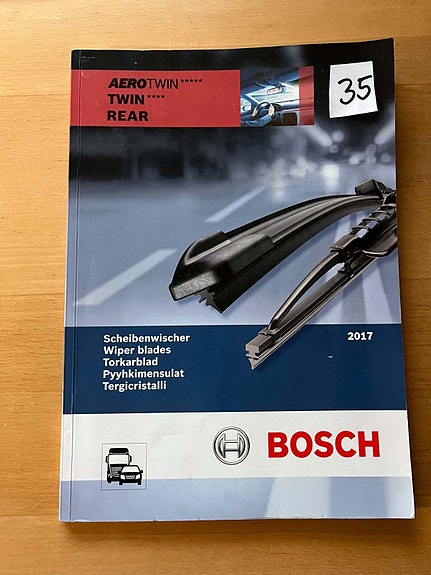 AEROTWIN*****
TWIN****
REAR
35
Scheibenwischer
Wiper blades
Torkarblad
Pyyhkimensulat
Tergicristalli
2017
BOSCH